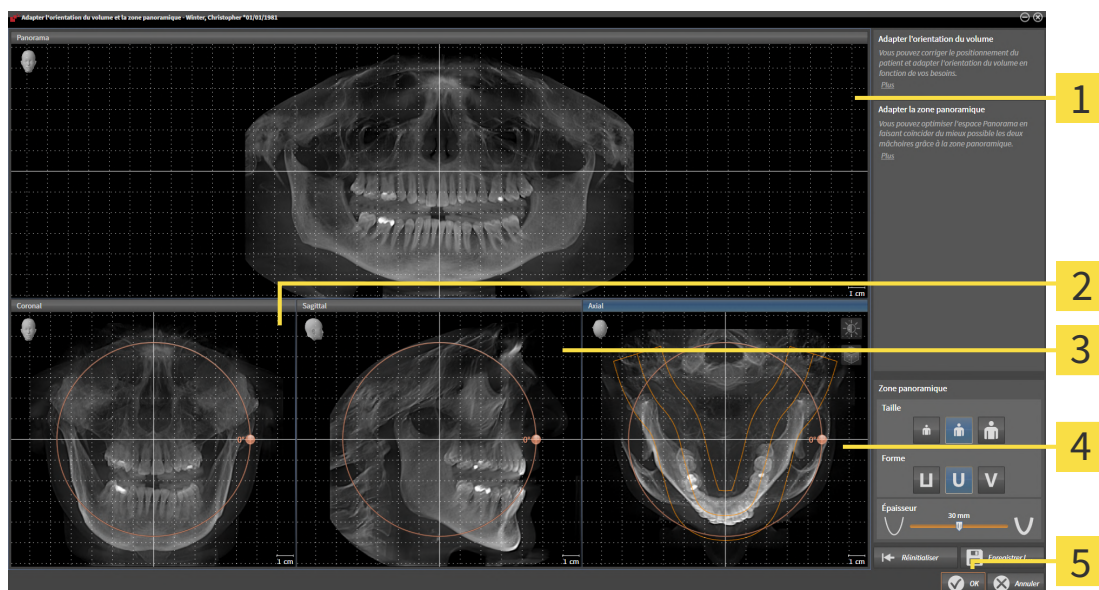 Adapter l'orientation du volume et la zone panoramique - Winter, Christopher *01/01/1981
Panorama
1 cm
Adapter l'orientation du volume
Vous pouvez corriger le positionnement du
patient et adapter l'orientation du volume en
fonction de vos besoins.
Plus
Adapter la zone panoramique
Vous pouvez optimiser l'espace Panorama en
faisant coïncider du mieux possible les deux
mâchoires grâce à la zone panoramique.
Plus
1
2
3
4
5
Coronal
0°
1 cm
Sagittal
0°
1 cm
Axial
0°
1 cm
Zone panoramique
Taille
Forme
U
V
Épaisseur
30 mm
Réinitialiser
Enregistrer!
OK
Annuler